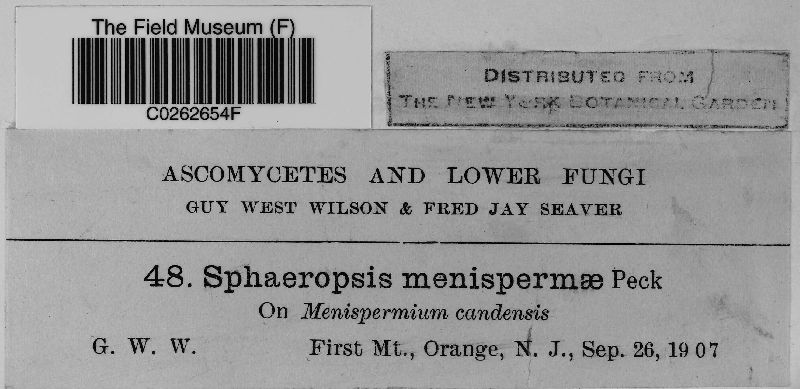 The Field Museum (F)
C0262654F
DISTRIBUTED FROM
THE NEW YORK BOTANICAL GARDEN
ASCOMYCETES AND LOWER FUNGI
GUY WEST WILSON & FRED JAY SEAVER
48. Sphaeropsis menispermæ Peck
On Menispermium candensis
G. W. W. First Mt., Orange, N. J., Sep. 26, 1907